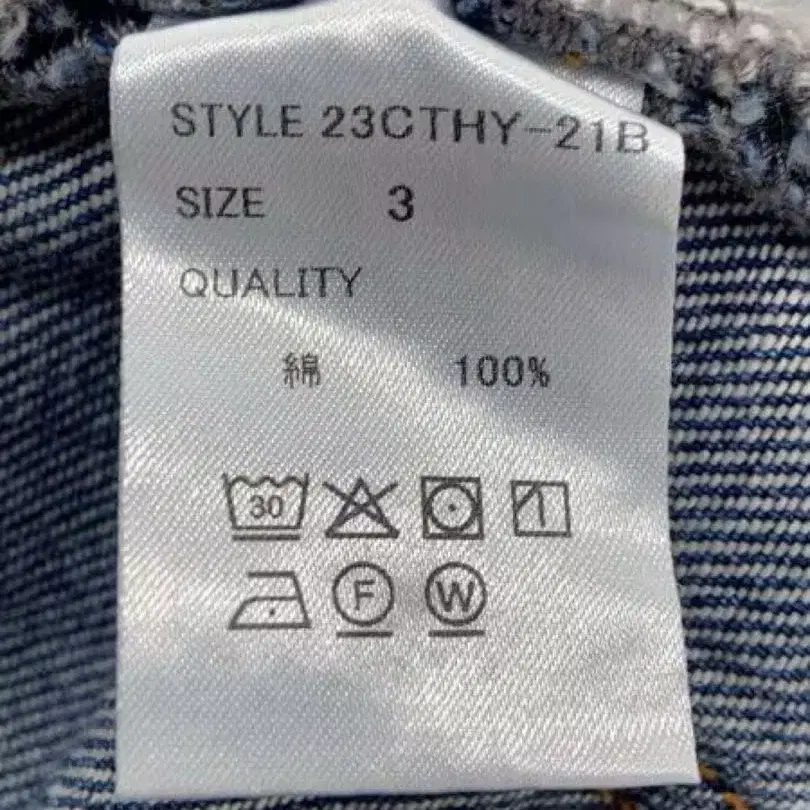 STYLE 23CTHY-21B
SIZE 3
QUALITY
綿 100%
30
F W